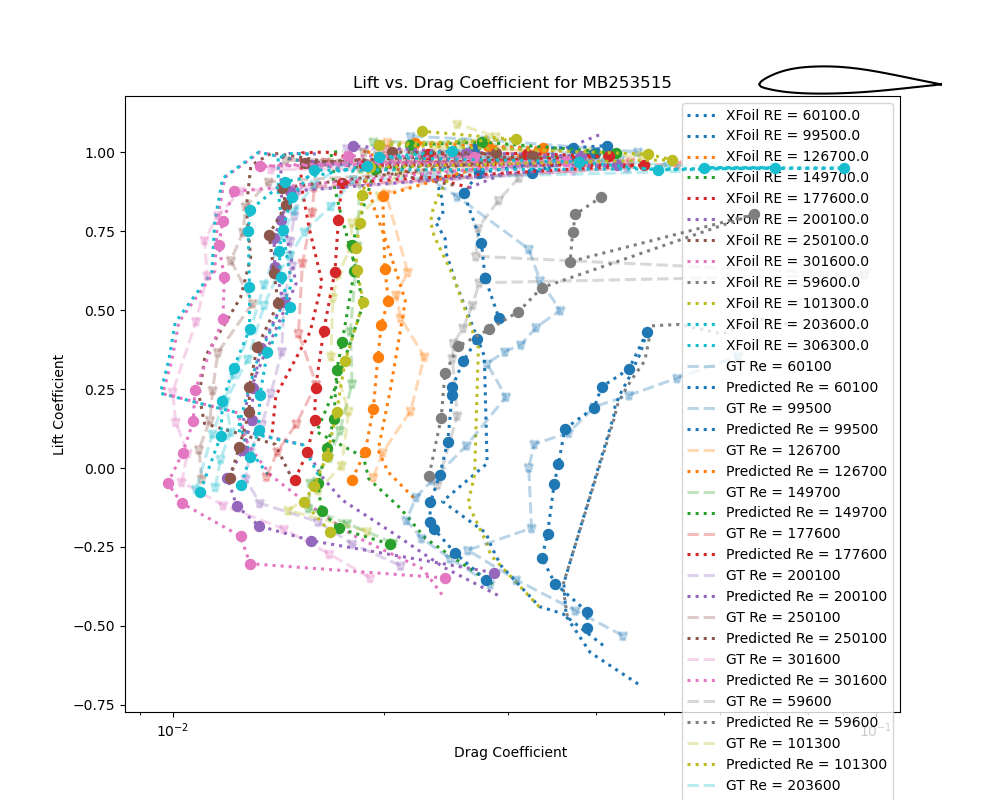 Lift vs. Drag Coefficient for MB253515
1.00
0.75
0.50
0.25
0.00
−0.25
−0.50
−0.75
Lift Coefficient
10⁻²
10⁻¹
Drag Coefficient
XFoil RE = 60100.0
XFoil RE = 99500.0
XFoil RE = 126700.0
XFoil RE = 149700.0
XFoil RE = 177600.0
XFoil RE = 200100.0
XFoil RE = 250100.0
XFoil RE = 301600.0
XFoil RE = 59600.0
XFoil RE = 101300.0
XFoil RE = 203600.0
XFoil RE = 306300.0
GT Re = 60100
Predicted Re = 60100
GT Re = 99500
Predicted Re = 99500
GT Re = 126700
Predicted Re = 126700
GT Re = 149700
Predicted Re = 149700
GT Re = 177600
Predicted Re = 177600
GT Re = 200100
Predicted Re = 200100
GT Re = 250100
Predicted Re = 250100
GT Re = 301600
Predicted Re = 301600
GT Re = 59600
Predicted Re = 59600
GT Re = 101300
Predicted Re = 101300
GT Re = 203600